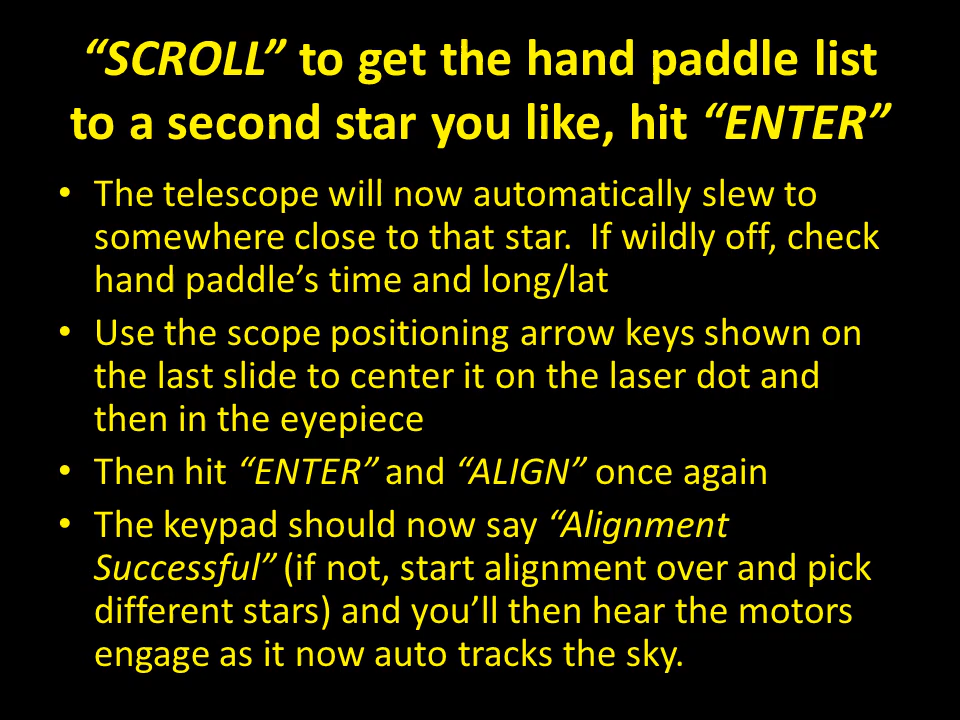 “SCROLL” to get the hand paddle list
to a second star you like, hit “ENTER”
• The telescope will now automatically slew to
somewhere close to that star.  If wildly off, check
hand paddle’s time and long/lat
• Use the scope positioning arrow keys shown on
the last slide to center it on the laser dot and
then in the eyepiece
• Then hit “ENTER” and “ALIGN” once again
• The keypad should now say “Alignment
Successful” (if not, start alignment over and pick
different stars) and you’ll then hear the motors
engage as it now auto tracks the sky.